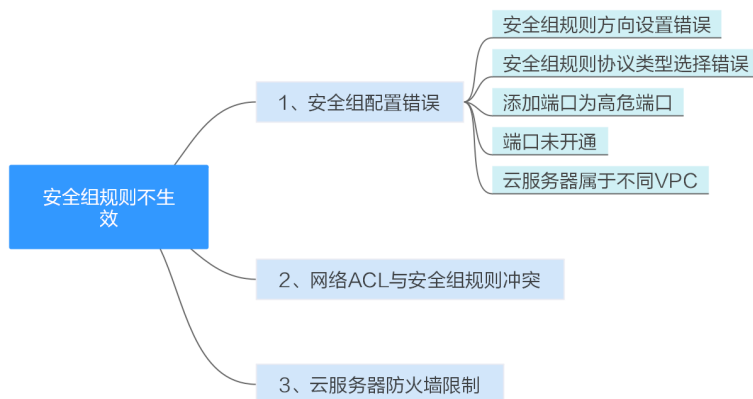 安全组规则不生
效
1、安全组配置错误
安全组规则方向设置错误
安全组规则协议类型选择错误
添加端口为高危端口
端口未开通
云服务器属于不同VPC
2、网络ACL与安全组规则冲突
3、云服务器防火墙限制